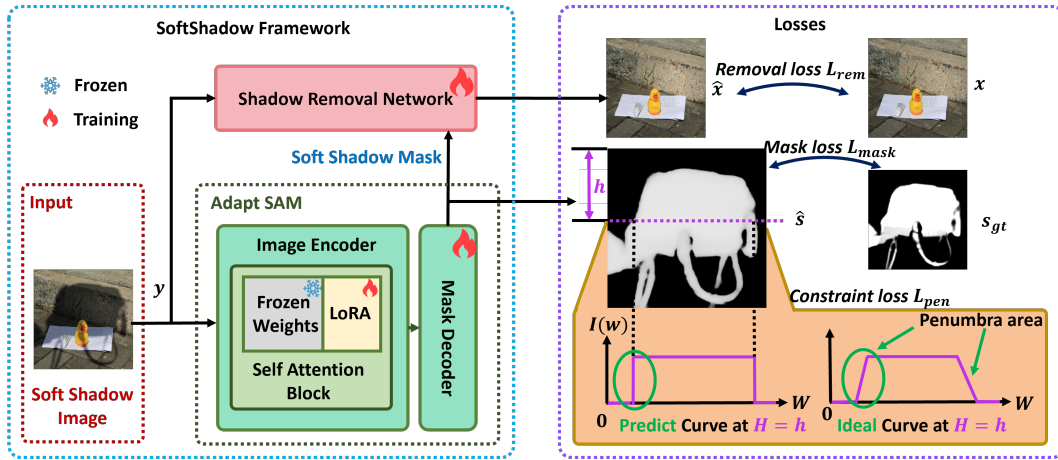 SoftShadow Framework
Frozen
Training
Shadow Removal Network
Soft Shadow Mask
Input
y
Soft Shadow
Image
Adapt SAM
Image Encoder
Frozen
Weights
LoRA
Self Attention
Block
Mask Decoder
Losses
Removal loss L_rem
x̂
x
Mask loss L_mask
h
ŝ
s_gt
Constraint loss L_pen
I(w)
Penumbra area
0
W
0
W
Predict Curve at H = h
Ideal Curve at H = h